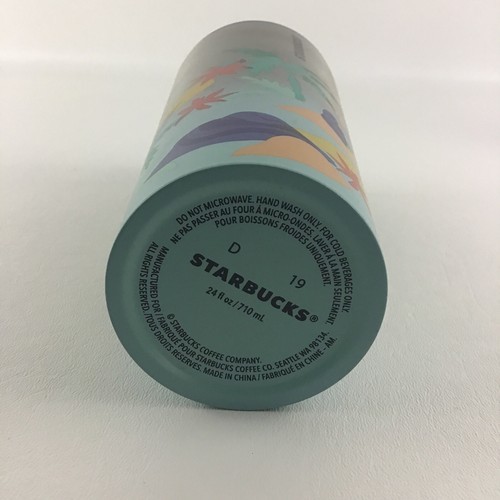 DO NOT MICROWAVE. HAND WASH ONLY. FOR COLD BEVERAGES ONLY.
NE PAS PASSER AU FOUR À MICRO-ONDES. LAVER À LA MAIN SEULEMENT.
POUR BOISSONS FROIDES UNIQUEMENT.
D 19
STARBUCKS®
24 fl oz / 710 mL
© STARBUCKS COFFEE COMPANY.
MANUFACTURED FOR / FABRIQUÉ POUR STARBUCKS COFFEE CO. SEATTLE WA 98134.
ALL RIGHTS RESERVED. /TOUS DROITS RESERVÉS. MADE IN CHINA / FABRIQUÉ EN CHINE - AM.